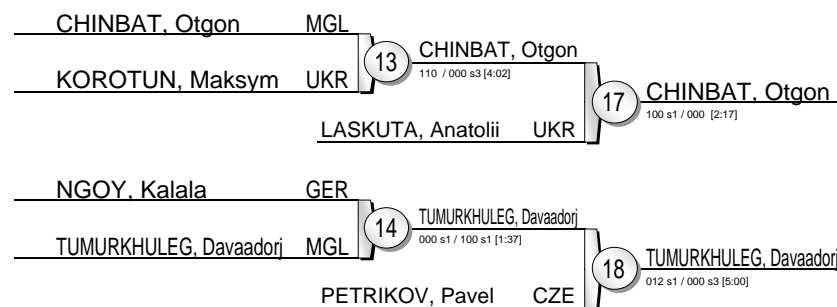 CHINBAT, Otgon MGL
13
CHINBAT, Otgon
110 / 000 s3 [4:02]
KOROTUN, Maksym UKR
17
CHINBAT, Otgon
100 s1 / 000 [2:17]
LASKUTA, Anatolii UKR
NGOY, Kalala GER
14
TUMURKHULEG, Davaadorj
000 s1 / 100 s1 [1:37]
TUMURKHULEG, Davaadorj MGL
18
TUMURKHULEG, Davaadorj
012 s1 / 000 s3 [5:00]
PETRIKOV, Pavel CZE